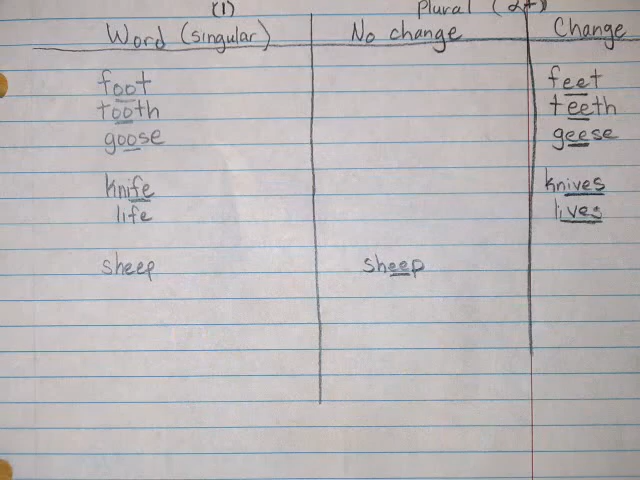 (1) Plural (2+)
Word (singular) No change Change
foot feet
tooth teeth
goose geese
knife knives
life lives
sheep sheep